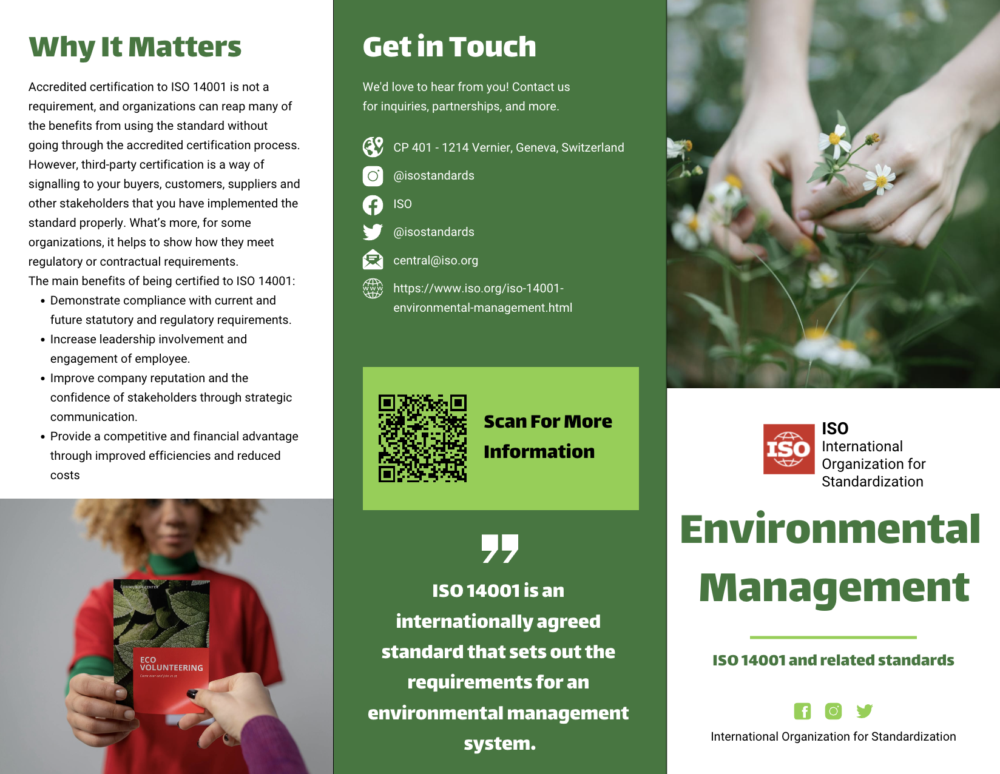 Why It Matters
Accredited certification to ISO 14001 is not a
requirement, and organizations can reap many of
the benefits from using the standard without
going through the accredited certification process.
However, third-party certification is a way of
signalling to your buyers, customers, suppliers and
other stakeholders that you have implemented the
standard properly. What’s more, for some
organizations, it helps to show how they meet
regulatory or contractual requirements.
The main benefits of being certified to ISO 14001:
• Demonstrate compliance with current and
future statutory and regulatory requirements.
• Increase leadership involvement and
engagement of employee.
• Improve company reputation and the
confidence of stakeholders through strategic
communication.
• Provide a competitive and financial advantage
through improved efficiencies and reduced
costs
COMMUNITY CENTER
ECO
VOLUNTEERING
Come over and join us at
Get in Touch
We'd love to hear from you! Contact us
for inquiries, partnerships, and more.
CP 401 - 1214 Vernier, Geneva, Switzerland
@isostandards
ISO
@isostandards
central@iso.org
www
https://www.iso.org/iso-14001-
environmental-management.html
Scan For More
Information
ISO 14001 is an
internationally agreed
standard that sets out the
requirements for an
environmental management
system.
ISO
ISO
International
Organization for
Standardization
Environmental
Management
ISO 14001 and related standards
International Organization for Standardization